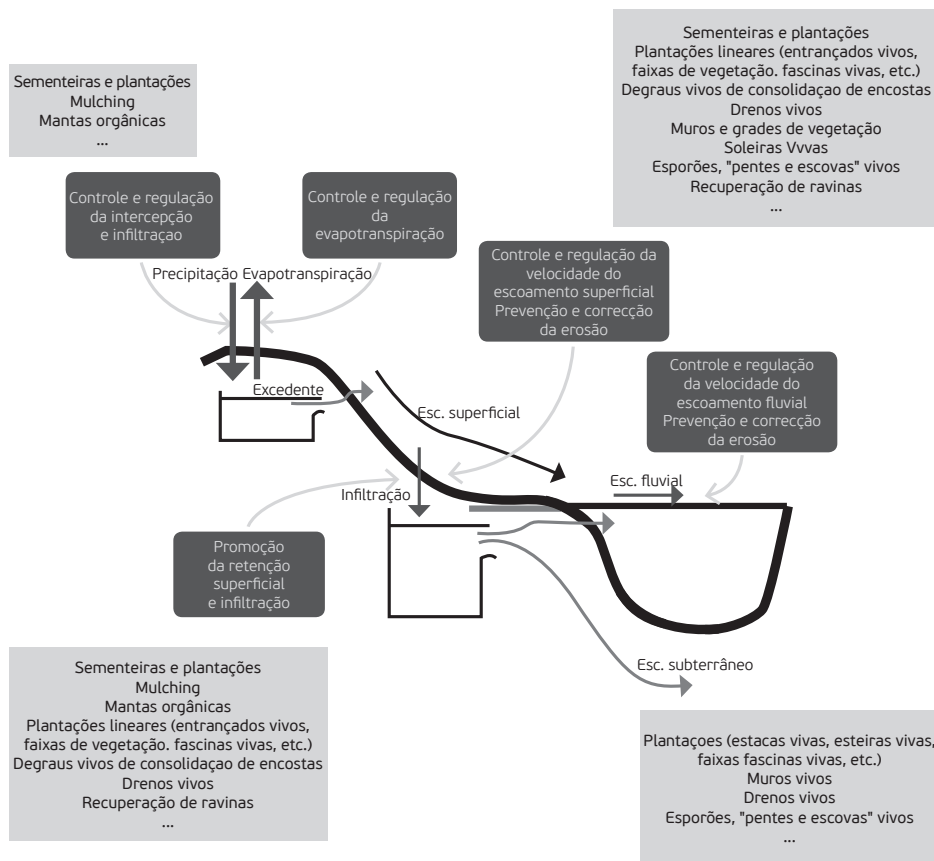 Sementeiras e plantações
Mulching
Mantas orgânicas
...
Sementeiras e plantações
Plantações lineares (entrançados vivos,
faixas de vegetação. fascinas vivas, etc.)
Degraus vivos de consolidaçao de encostas
Drenos vivos
Muros e grades de vegetação
Soleiras Vvvas
Esporões, "pentes e escovas" vivos
Recuperação de ravinas
...
Controle e regulação
da intercepção
e infiltraçao
Controle e regulação
da
evapotranspiração
Controle e regulação da
velocidade do
escoamento superficial
Prevenção e correcção
da erosão
Precipitação Evapotranspiração
Excedente
Esc. superficial
Controle e regulação
da velocidade do
escoamento fluvial
Prevenção e correcção
da erosão
Esc. fluvial
Infiltração
Promoção
da retenção
superficial
e infiltração
Esc. subterrâneo
Sementeiras e plantações
Mulching
Mantas orgânicas
Plantações lineares (entrançados vivos,
faixas de vegetação. fascinas vivas, etc.)
Degraus vivos de consolidaçao de encostas
Drenos vivos
Recuperação de ravinas
...
Plantaçoes (estacas vivas, esteiras vivas,
faixas fascinas vivas, etc.)
Muros vivos
Drenos vivos
Esporões, "pentes e escovas" vivos
...